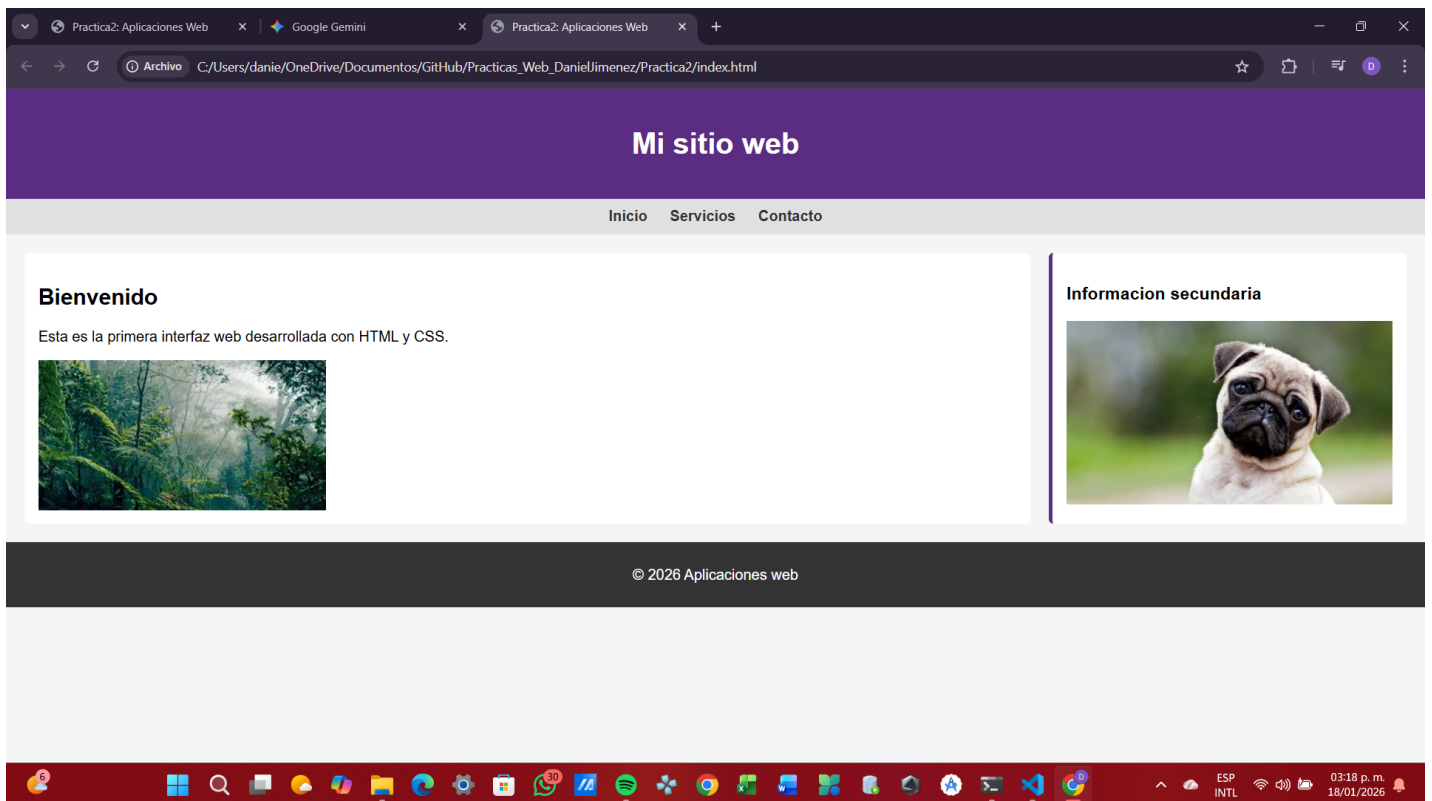 Practica2: Aplicaciones Web
Google Gemini
Practica2: Aplicaciones Web
Archivo
C:/Users/danie/OneDrive/Documentos/GitHub/Practicas_Web_DanielJimenez/Practica2/index.html
D
Mi sitio web
Inicio Servicios Contacto
Bienvenido
Esta es la primera interfaz web desarrollada con HTML y CSS.
Informacion secundaria
© 2026 Aplicaciones web
6
30
D
ESP
INTL
03:18 p. m.
18/01/2026